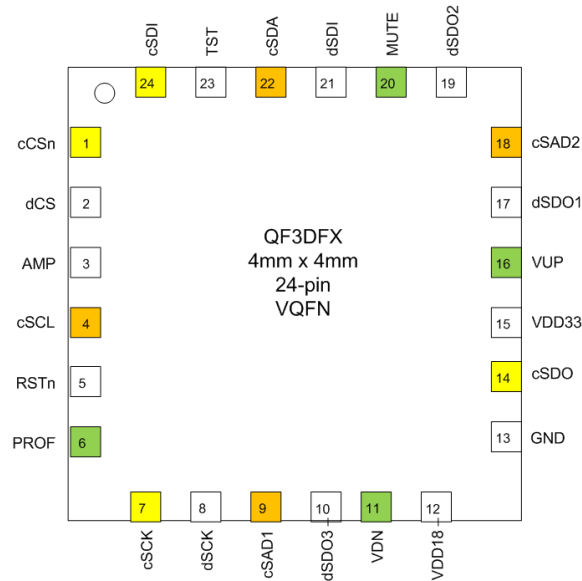 cSDI
TST
cSDA
dSDI
MUTE
dSDO2
24
23
22
21
20
19
cCSn
1
18
cSAD2
dCS
2
17
dSDO1
AMP
3
16
VUP
cSCL
4
15
VDD33
RSTn
5
14
cSDO
PROF
6
13
GND
QF3DFX
4mm x 4mm
24-pin
VQFN
7
8
9
10
11
12
cSCK
dSCK
cSAD1
dSDO3
VDN
VDD18